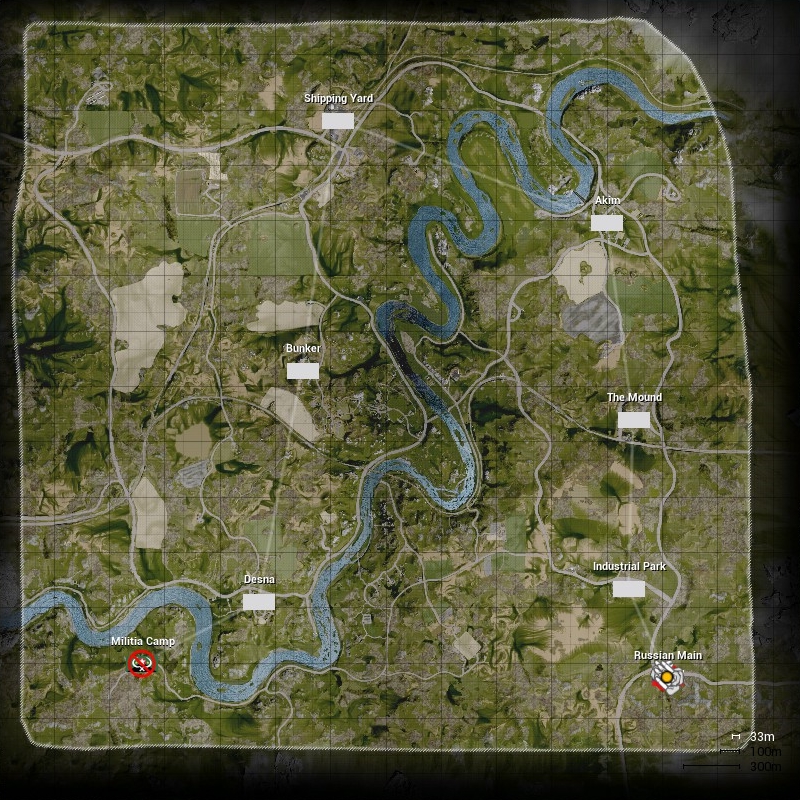 Shipping Yard
Akim
Bunker
The Mound
Industrial Park
Desna
Militia Camp
Russian Main
33m
100m
300m